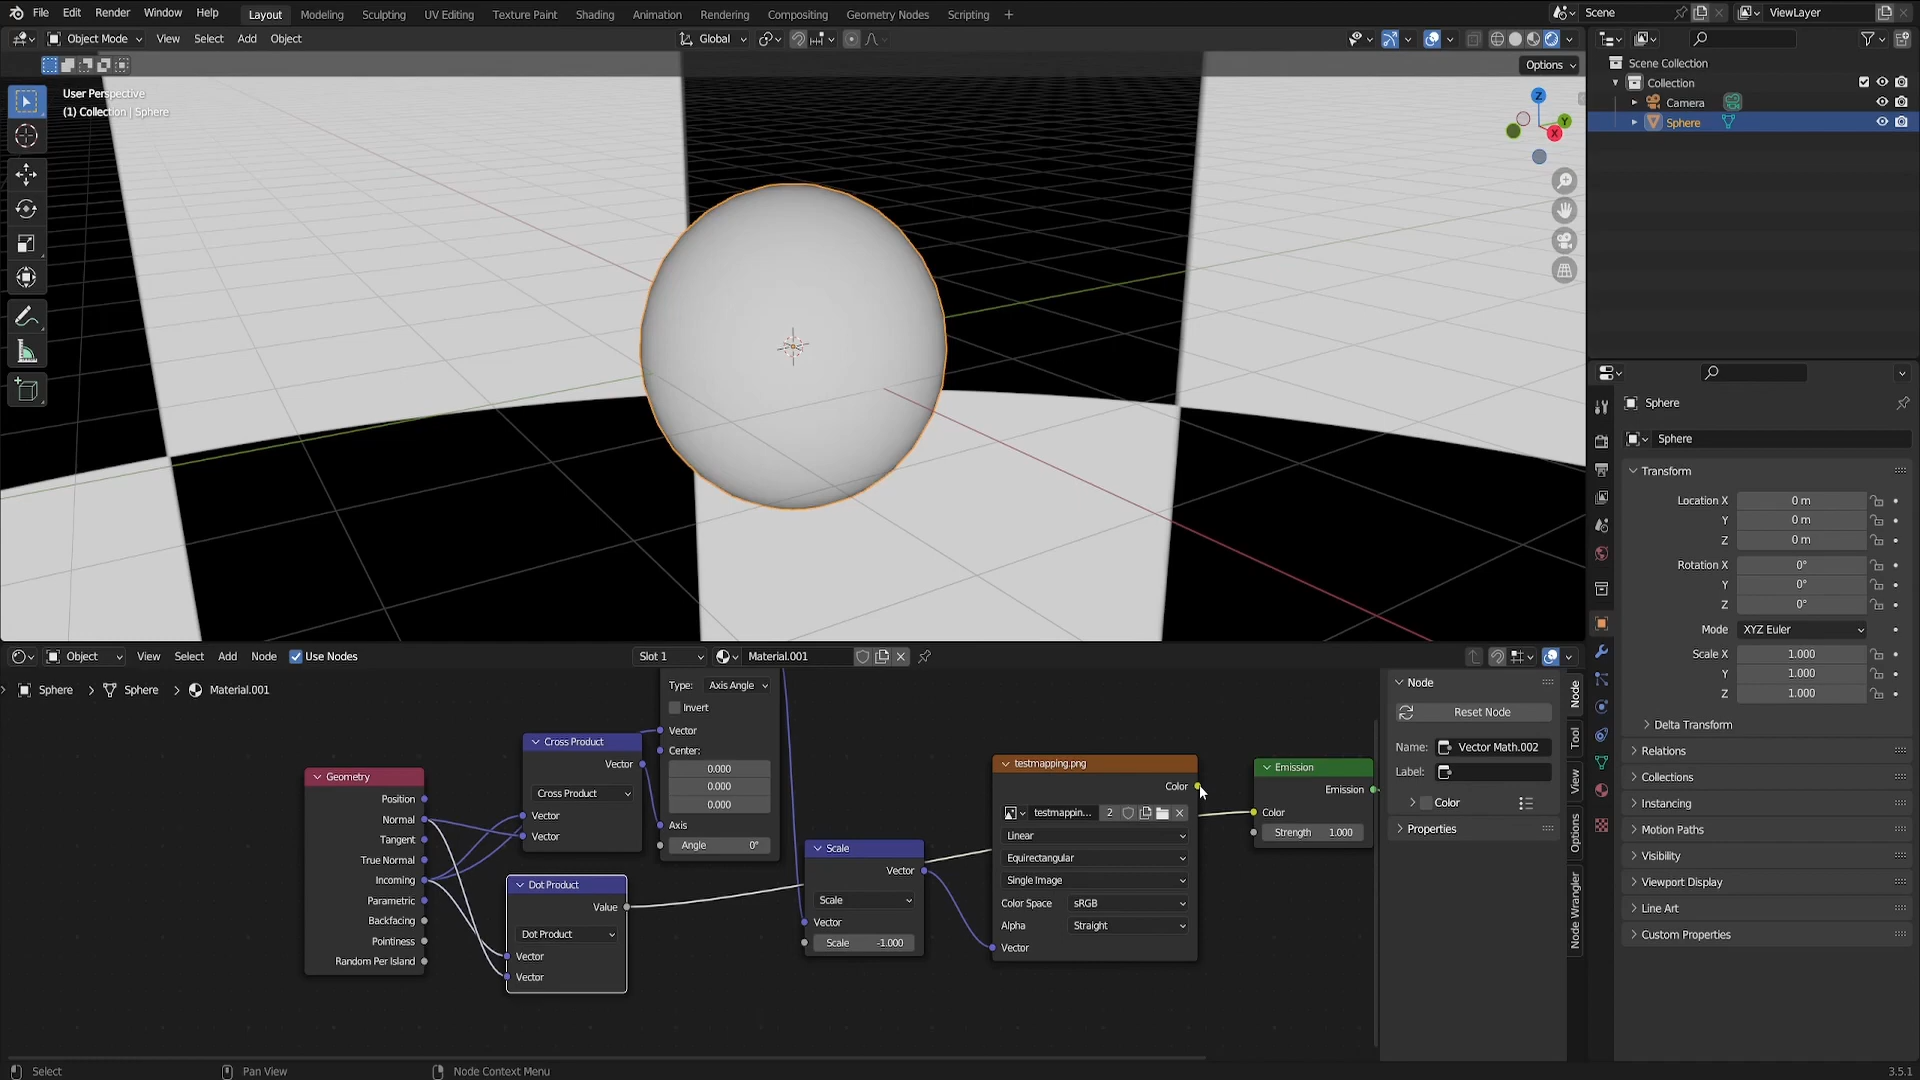 File Edit Render Window Help Layout Modeling Sculpting UV Editing Texture Paint Shading Animation Rendering Compositing Geometry Nodes Scripting + Scene ViewLayer
Object Mode View Select Add Object Global
Options
User Perspective
(1) Collection | Sphere
Z
Y
X
Scene Collection
Collection
Camera
Sphere
Sphere
Sphere
Transform
Location X 0 m
Y 0 m
Z 0 m
Rotation X 0°
Y 0°
Z 0°
Mode XYZ Euler
Scale X 1.000
Y 1.000
Z 1.000
Delta Transform
Relations
Collections
Instancing
Motion Paths
Visibility
Viewport Display
Line Art
Custom Properties
Object View Select Add Node Use Nodes Slot 1 Material.001
Sphere > Sphere > Material.001
Geometry
Position
Normal
Tangent
True Normal
Incoming
Parametric
Backfacing
Pointiness
Random Per Island
Cross Product
Vector
Cross Product
Vector
Vector
Dot Product
Value
Dot Product
Vector
Vector
Type: Axis Angle
Invert
Vector
Center:
0.000
0.000
0.000
Axis
Angle 0°
Scale
Vector
Scale
Vector
Scale -1.000
testmapping.png
Color
testmappin... 2
Linear
Equirectangular
Single Image
Color Space sRGB
Alpha Straight
Vector
Emission
Emission
Color
Strength 1.000
Node
Reset Node
Name: Vector Math.002
Label:
Color
Properties
Node
Tool
View
Options
Node Wrangler
Select Pan View Node Context Menu 3.5.1